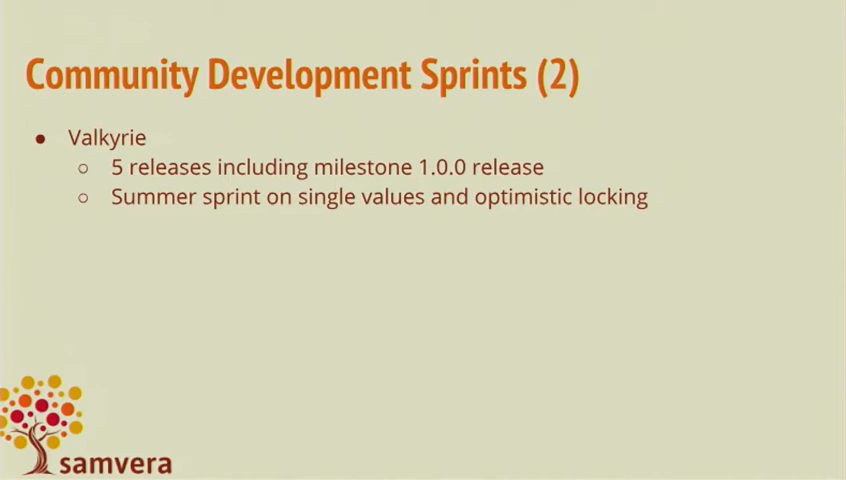 Community Development Sprints (2)
● Valkyrie
○ 5 releases including milestone 1.0.0 release
○ Summer sprint on single values and optimistic locking
samvera